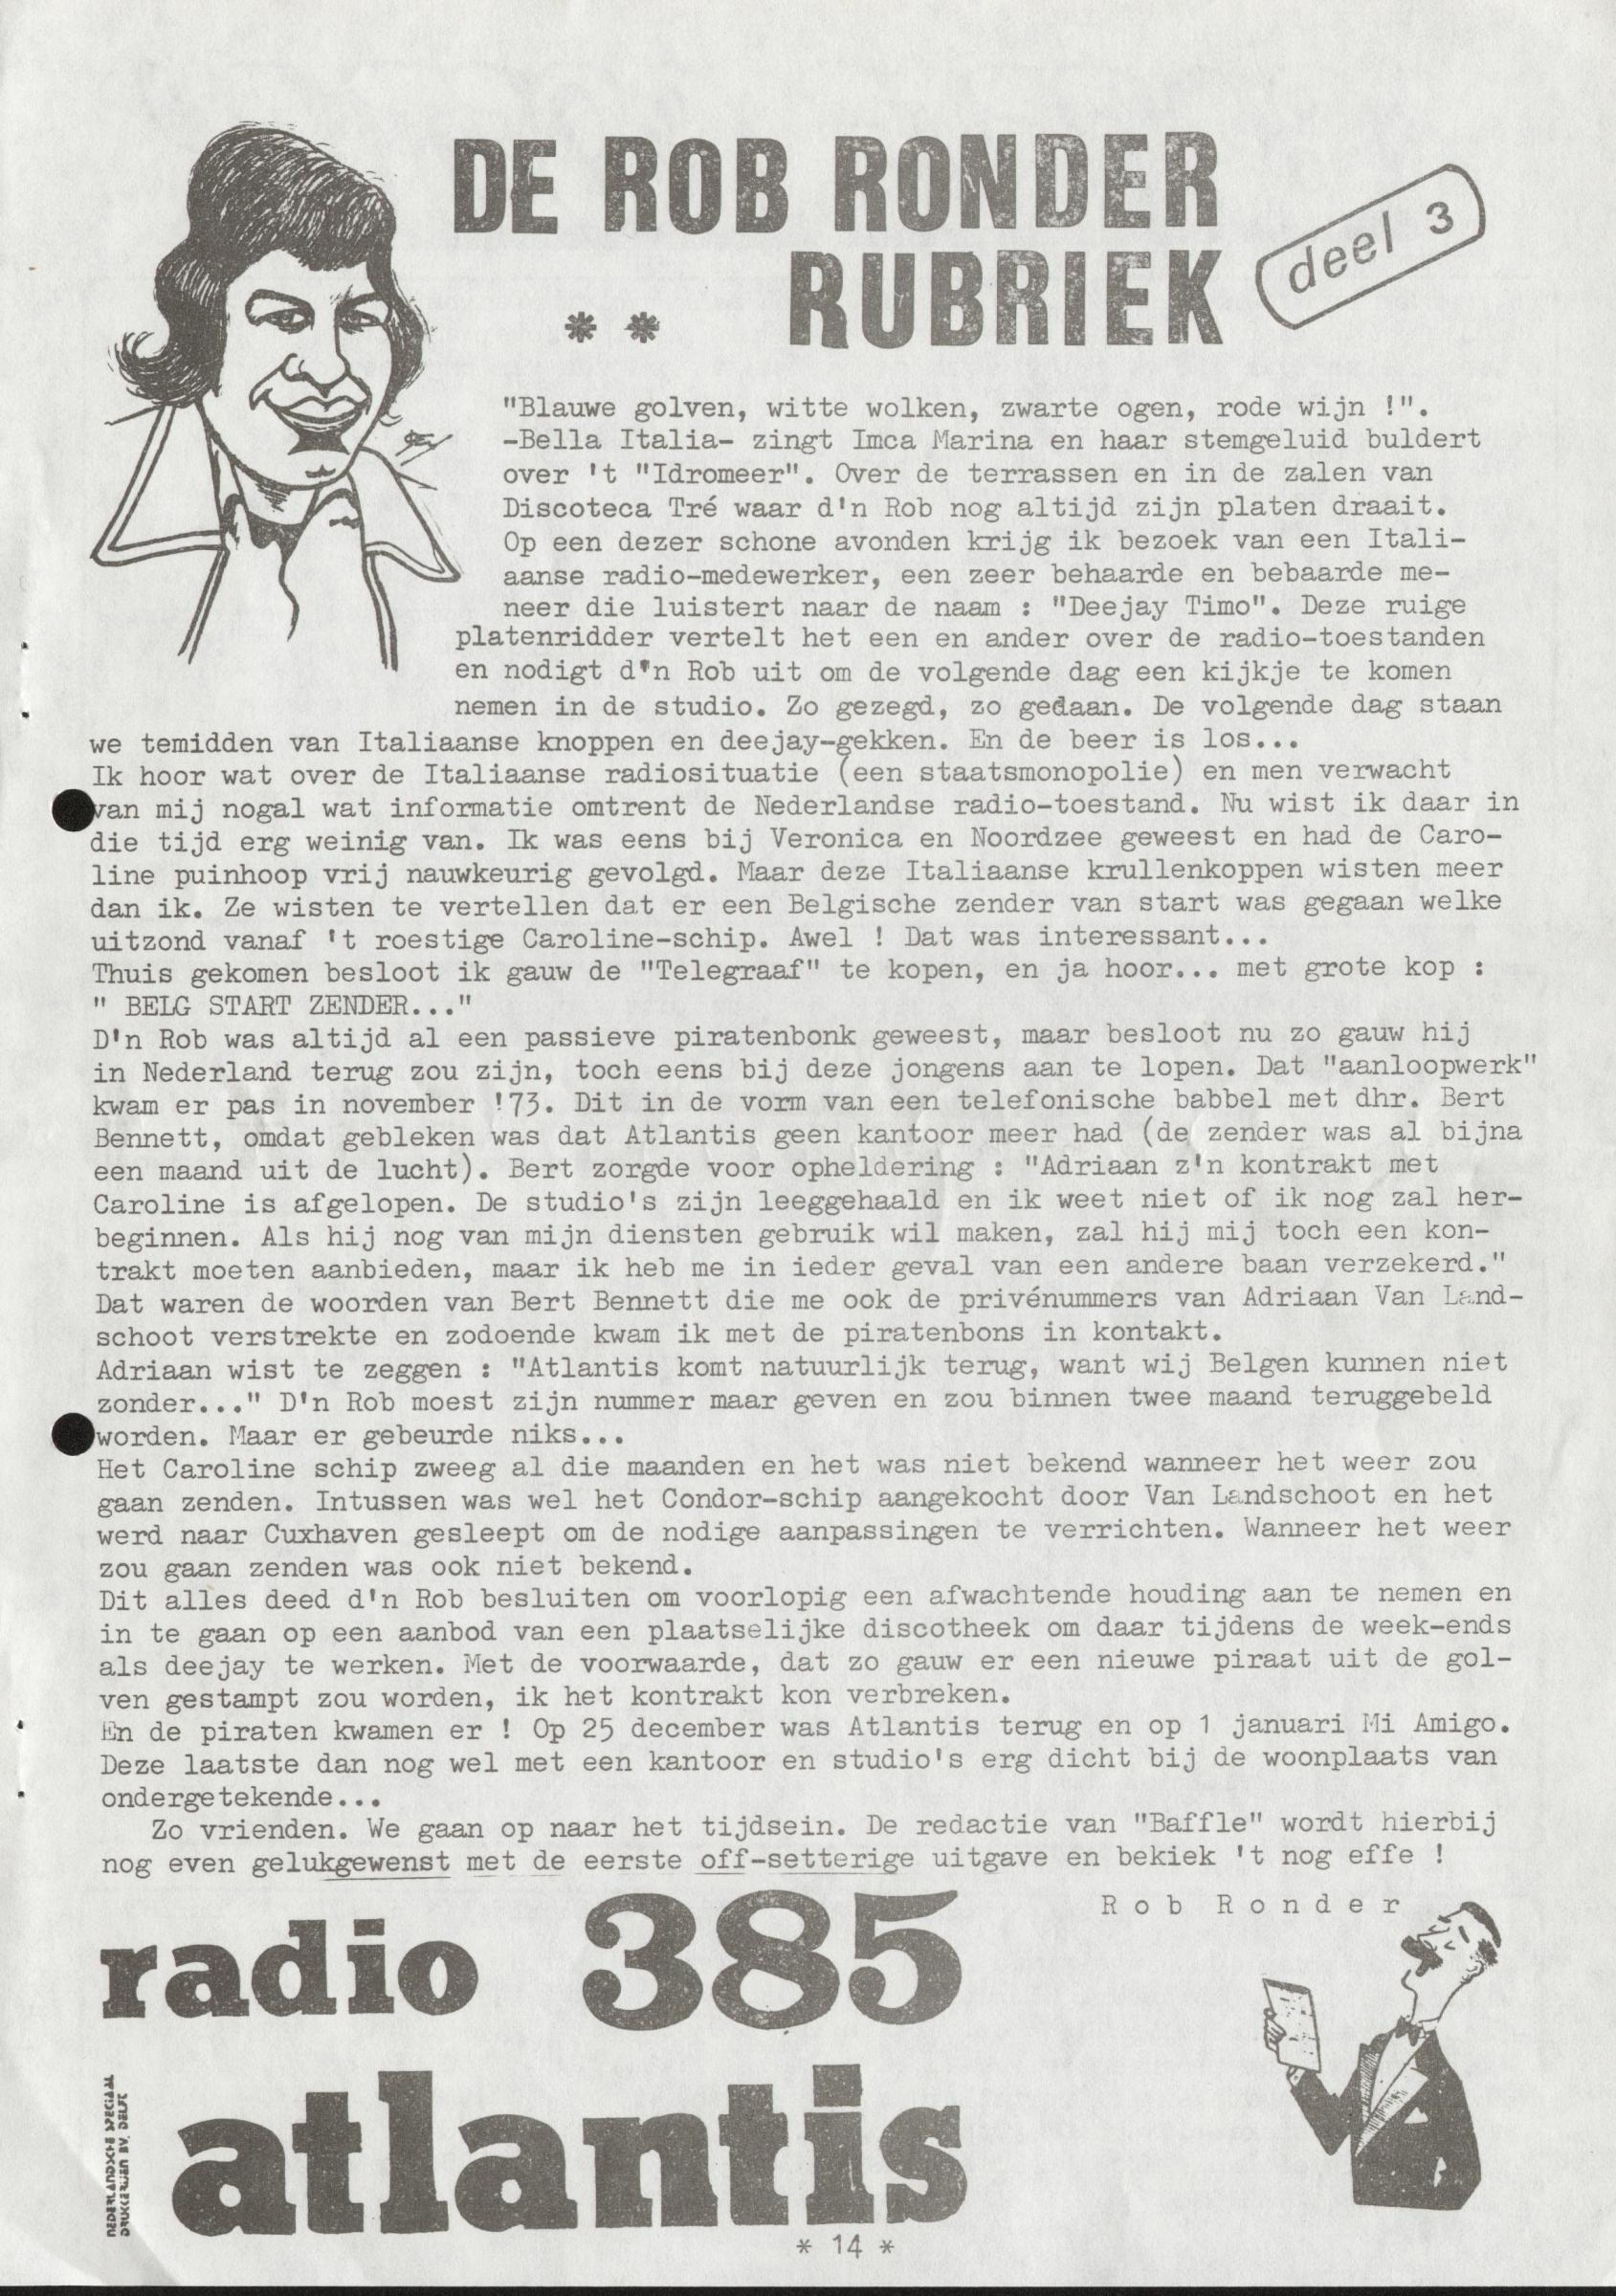 DE ROB RONDER
RUBRIEK
deel 3
* *
"Blauwe golven, witte wolken, zwarte ogen, rode wijn !".
-Bella Italia- zingt Imca Marina en haar stemgeluid buldert
over 't "Idromeer". Over de terrassen en in de zalen van
Discoteca Tré waar d'n Rob nog altijd zijn platen draait.
Op een dezer schone avonden krijg ik bezoek van een Itali-
aanse radio-medewerker, een zeer behaarde en bebaarde me-
neer die luistert naar de naam : "Deejay Timo". Deze ruige
platenridder vertelt het een en ander over de radio-toestanden
en nodigt d'n Rob uit om de volgende dag een kijkje te komen
nemen in de studio. Zo gezegd, zo gedaan. De volgende dag staan
we temidden van Italiaanse knoppen en deejay-gekken. En de beer is los...
Ik hoor wat over de Italiaanse radiosituatie (een staatsmonopolie) en men verwacht
van mij nogal wat informatie omtrent de Nederlandse radio-toestand. Nu wist ik daar in
die tijd erg weinig van. Ik was eens bij Veronica en Noordzee geweest en had de Caro-
line puinhoop vrij nauwkeurig gevolgd. Maar deze Italiaanse krullenkoppen wisten meer
dan ik. Ze wisten te vertellen dat er een Belgische zender van start was gegaan welke
uitzond vanaf 't roestige Caroline-schip. Awel ! Dat was interessant...
Thuis gekomen besloot ik gauw de "Telegraaf" te kopen, en ja hoor... met grote kop :
" BELG START ZENDER..."
D'n Rob was altijd al een passieve piratenbonk geweest, maar besloot nu zo gauw hij
in Nederland terug zou zijn, toch eens bij deze jongens aan te lopen. Dat "aanloopwerk"
kwam er pas in november !73. Dit in de vorm van een telefonische babbel met dhr. Bert
Bennett, omdat gebleken was dat Atlantis geen kantoor meer had (de zender was al bijna
een maand uit de lucht). Bert zorgde voor opheldering : "Adriaan z'n kontrakt met
Caroline is afgelopen. De studio's zijn leeggehaald en ik weet niet of ik nog zal her-
beginnen. Als hij nog van mijn diensten gebruik wil maken, zal hij mij toch een kon-
trakt moeten aanbieden, maar ik heb me in ieder geval van een andere baan verzekerd."
Dat waren de woorden van Bert Bennett die me ook de privénummers van Adriaan Van Land-
schoot verstrekte en zodoende kwam ik met de piratenbons in kontakt.
Adriaan wist te zeggen : "Atlantis komt natuurlijk terug, want wij Belgen kunnen niet
zonder..." D'n Rob moest zijn nummer maar geven en zou binnen twee maand teruggebeld
worden. Maar er gebeurde niks...
Het Caroline schip zweeg al die maanden en het was niet bekend wanneer het weer zou
gaan zenden. Intussen was wel het Condor-schip aangekocht door Van Landschoot en het
werd naar Cuxhaven gesleept om de nodige aanpassingen te verrichten. Wanneer het weer
zou gaan zenden was ook niet bekend.
Dit alles deed d'n Rob besluiten om voorlopig een afwachtende houding aan te nemen en
in te gaan op een aanbod van een plaatselijke discotheek om daar tijdens de week-ends
als deejay te werken. Met de voorwaarde, dat zo gauw er een nieuwe piraat uit de gol-
ven gestampt zou worden, ik het kontrakt kon verbreken.
En de piraten kwamen er ! Op 25 december was Atlantis terug en op 1 januari Mi Amigo.
Deze laatste dan nog wel met een kantoor en studio's erg dicht bij de woonplaats van
ondergetekende...
Zo vrienden. We gaan op naar het tijdsein. De redactie van "Baffle" wordt hierbij
nog even gelukgewenst met de eerste off-setterige uitgave en bekiek 't nog effe !
Rob Ronder
radio 385
atlantis
NEDERLANDSCHE SPECIAAL
DRUKKERIJEN BV. DELFT
* 14 *